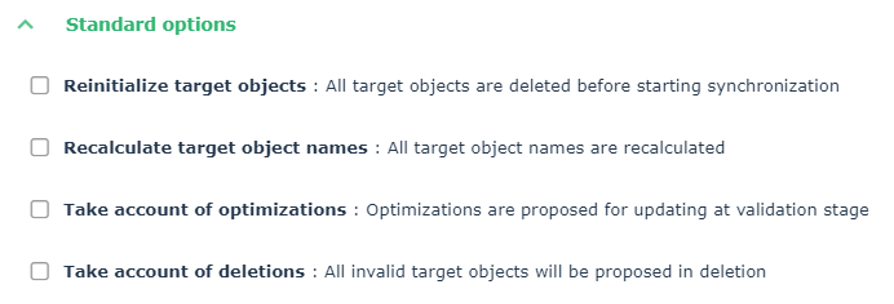 Standard options
Reinitialize target objects : All target objects are deleted before starting synchronization
Recalculate target object names : All target object names are recalculated
Take account of optimizations : Optimizations are proposed for updating at validation stage
Take account of deletions : All invalid target objects will be proposed in deletion